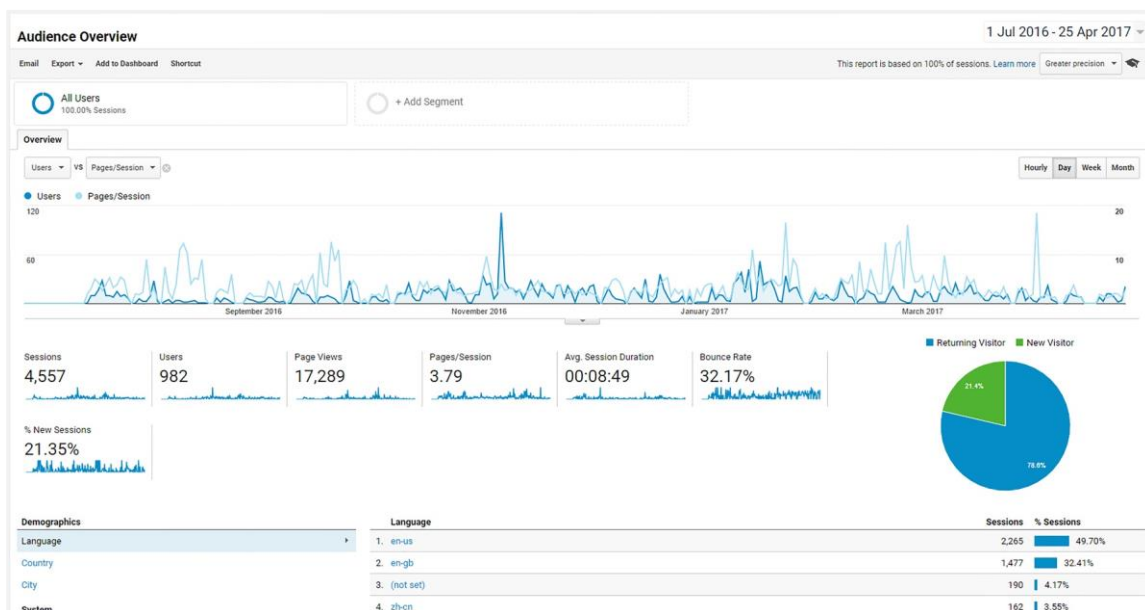 Audience Overview
1 Jul 2016 - 25 Apr 2017
Email Export Add to Dashboard Shortcut
This report is based on 100% of sessions. Learn more Greater precision
All Users
100.00% Sessions
+ Add Segment
Overview
Users VS Pages/Session
Hourly Day Week Month
Users Pages/Session
120 20
60 10
September 2016 November 2016 January 2017 March 2017
Returning Visitor New Visitor
Sessions Users Page Views Pages/Session Avg. Session Duration Bounce Rate
4,557 982 17,289 3.79 00:08:49 32.17%
21.4%
% New Sessions
21.35%
78.6%
Demographics
Language Sessions % Sessions
Language
1. en-us 2,265 49.70%
Country
2. en-gb 1,477 32.41%
City
3. (not set) 190 4.17%
System
4. zh-cn 162 3.55%